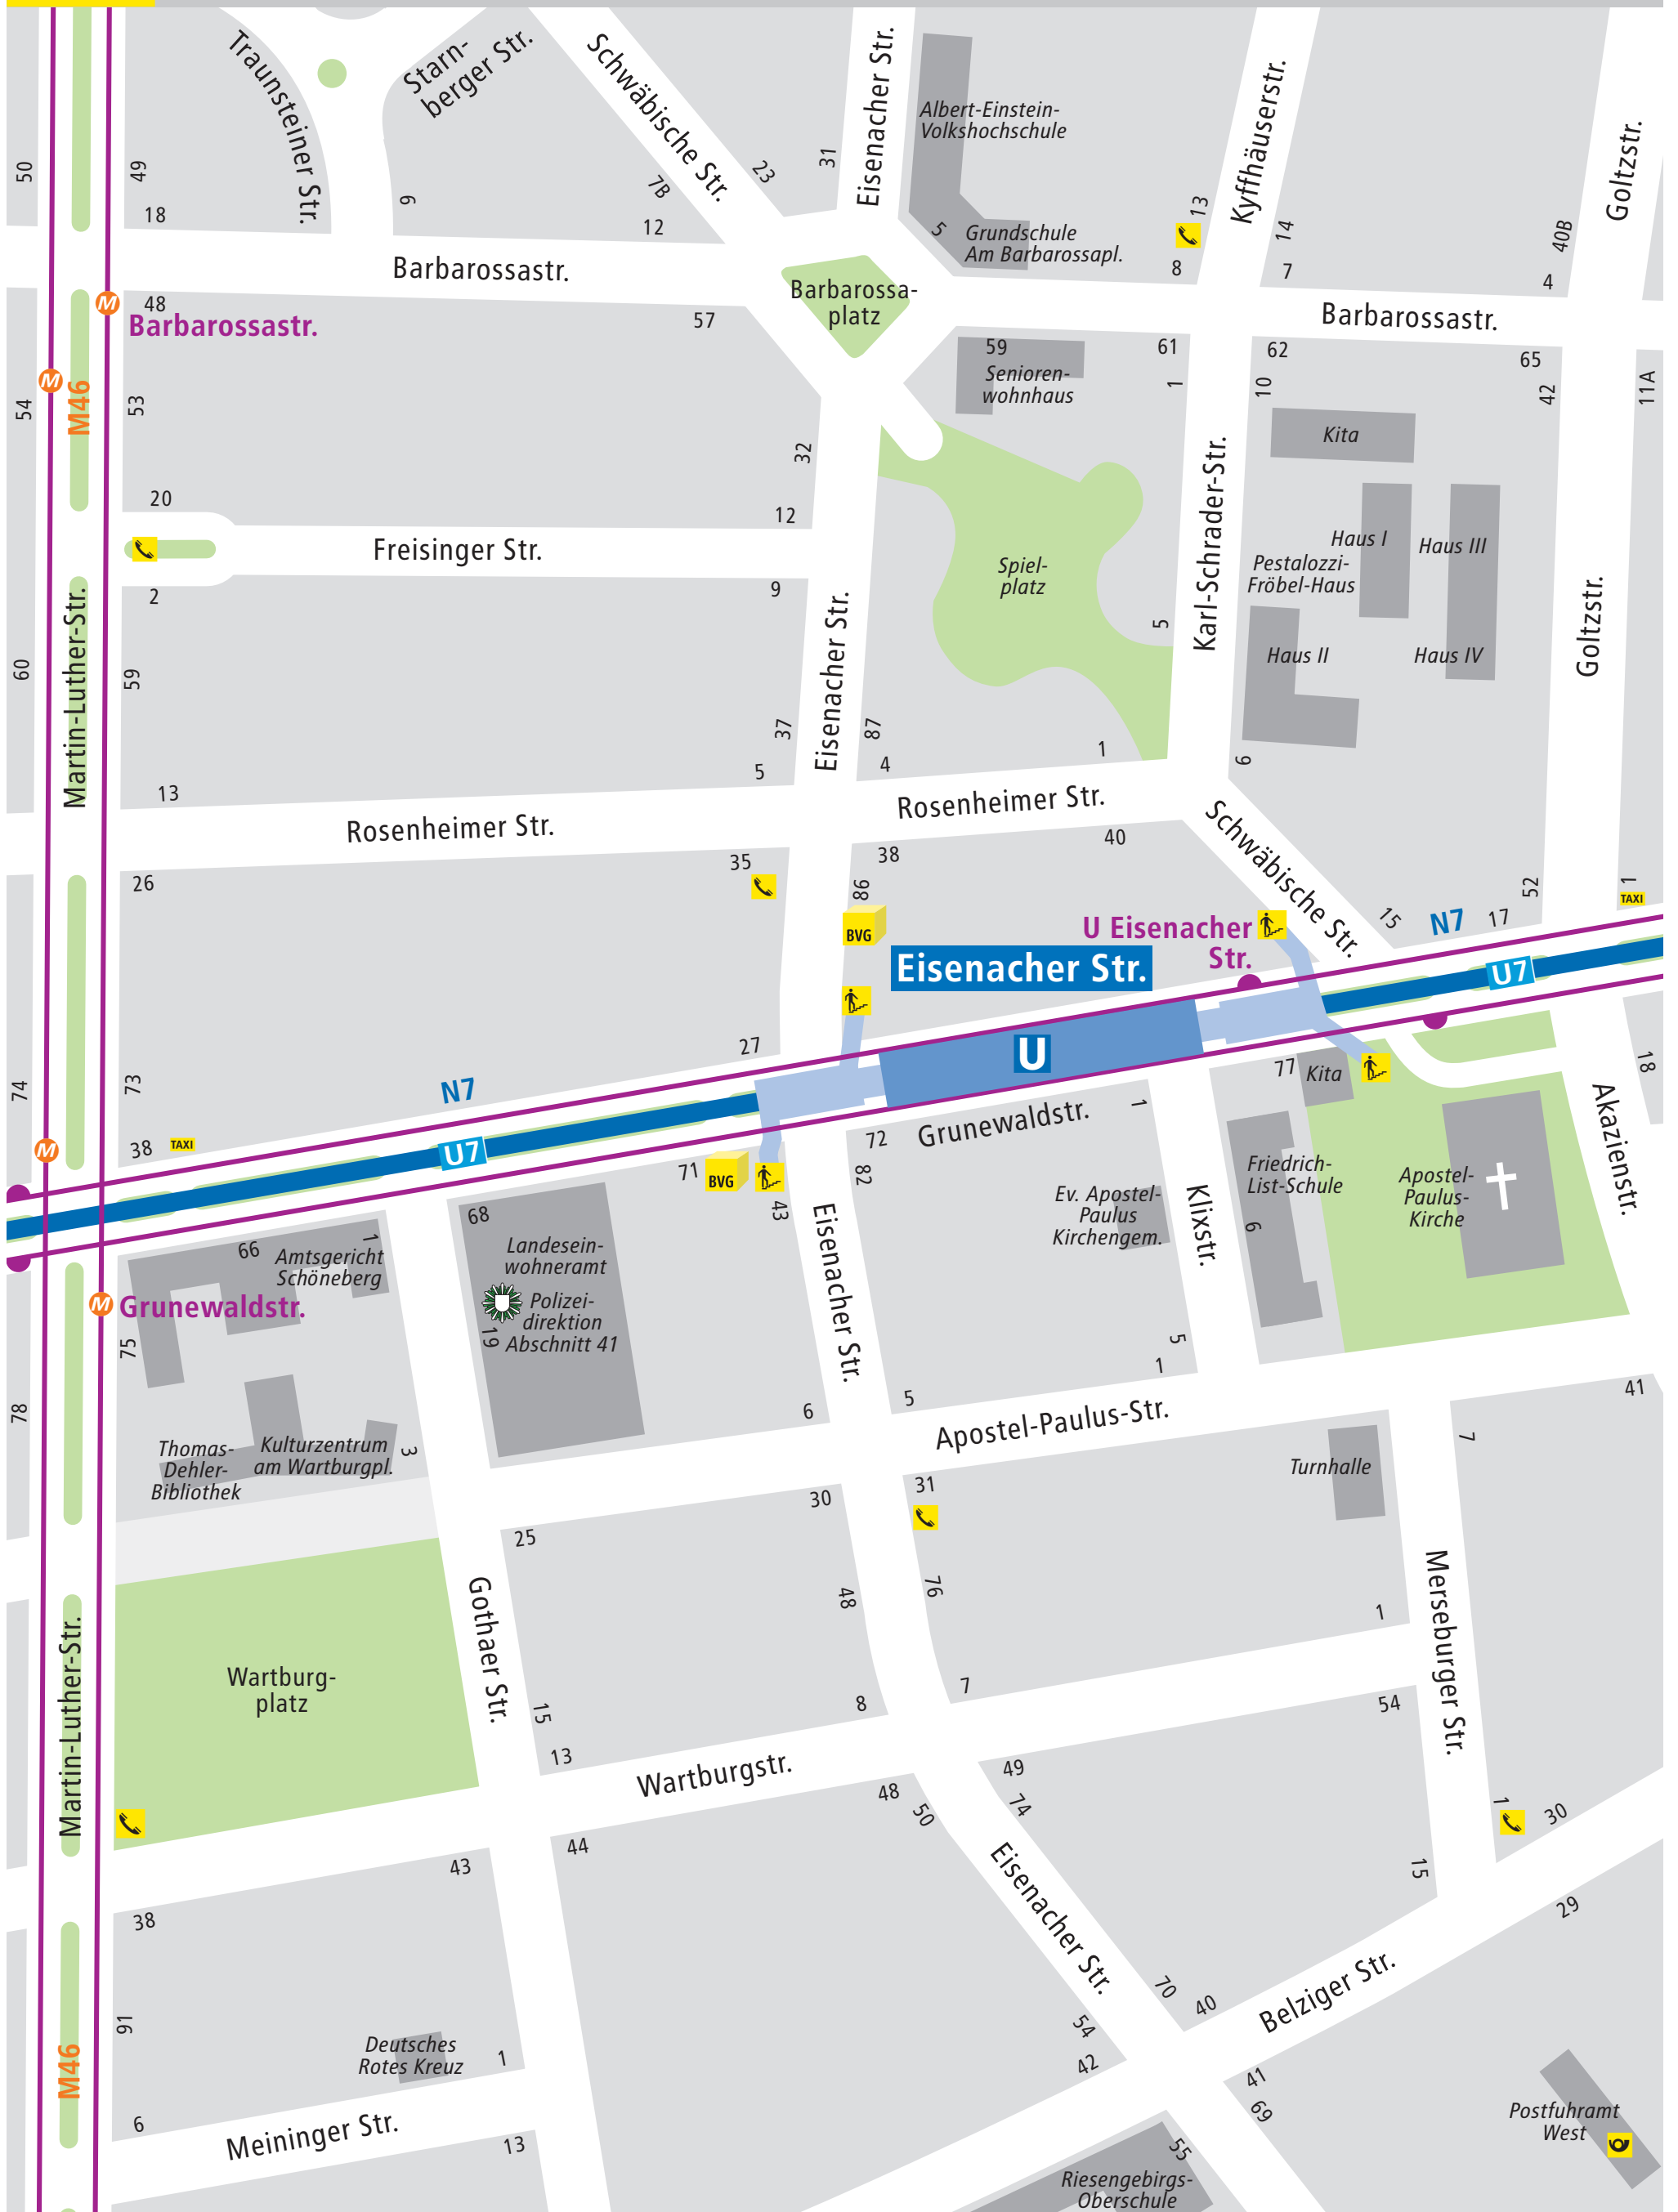 Traunsteiner Str.
Starn-
berger Str.
Schwäbische Str.
Eisenacher Str.
Albert-Einstein-
Volkshochschule
Kyffhäuserstr.
Goltzstr.
50
49
18
6
7B
12
23
31
5
Grundschule
Am Barbarossapl.
13
8
14
7
40B
4
Barbarossastr.
Barbarossa-
platz
Barbarossastr.
M
48
Barbarossastr.
57
59
Senioren-
wohnhaus
61
1
62
10
65
42
11A
M
M46
54
53
32
Kita
20
12
Freisinger Str.
Karl-Schrader-Str.
Haus I
Haus III
Pestalozzi-
Fröbel-Haus
Spiel-
platz
2
9
5
Haus II
Haus IV
Goltzstr.
60
59
Martin-Luther-Str.
37
Eisenacher Str.
87
13
5
4
1
6
Rosenheimer Str.
Rosenheimer Str.
26
35
38
40
86
Schwäbische Str.
15
N7
17
52
1
TAXI
BVG
U Eisenacher
Str.
Eisenacher Str.
U7
U
27
74
73
N7
38
TAXI
U7
M
71
BVG
43
72
82
Grunewaldstr.
1
77
Kita
18
Akazienstr.
Friedrich-
List-Schule
6
Apostel-
Paulus-
Kirche
Ev. Apostel-
Paulus
Kirchengem.
Klixstr.
68
66
1
Amtsgericht
Schöneberg
Landesein-
wohneramt
Polizei-
direktion
Abschnitt 41
19
Eisenacher Str.
M
Grunewaldstr.
75
78
5
1
6
5
Apostel-Paulus-Str.
41
7
Thomas-
Dehler-
Bibliothek
Kulturzentrum
am Wartburgpl.
3
Turnhalle
30
31
25
48
76
Gothaer Str.
1
Merseburger Str.
Wartburg-
platz
Martin-Luther-Str.
15
13
8
7
54
Wartburgstr.
49
74
48
50
44
43
1
30
15
38
Eisenacher Str.
29
91
M46
Deutsches
Rotes Kreuz
1
70
40
Belziger Str.
54
42
41
69
6
Meininger Str.
13
55
Riesengebirgs-
Oberschule
Postfuhramt
West